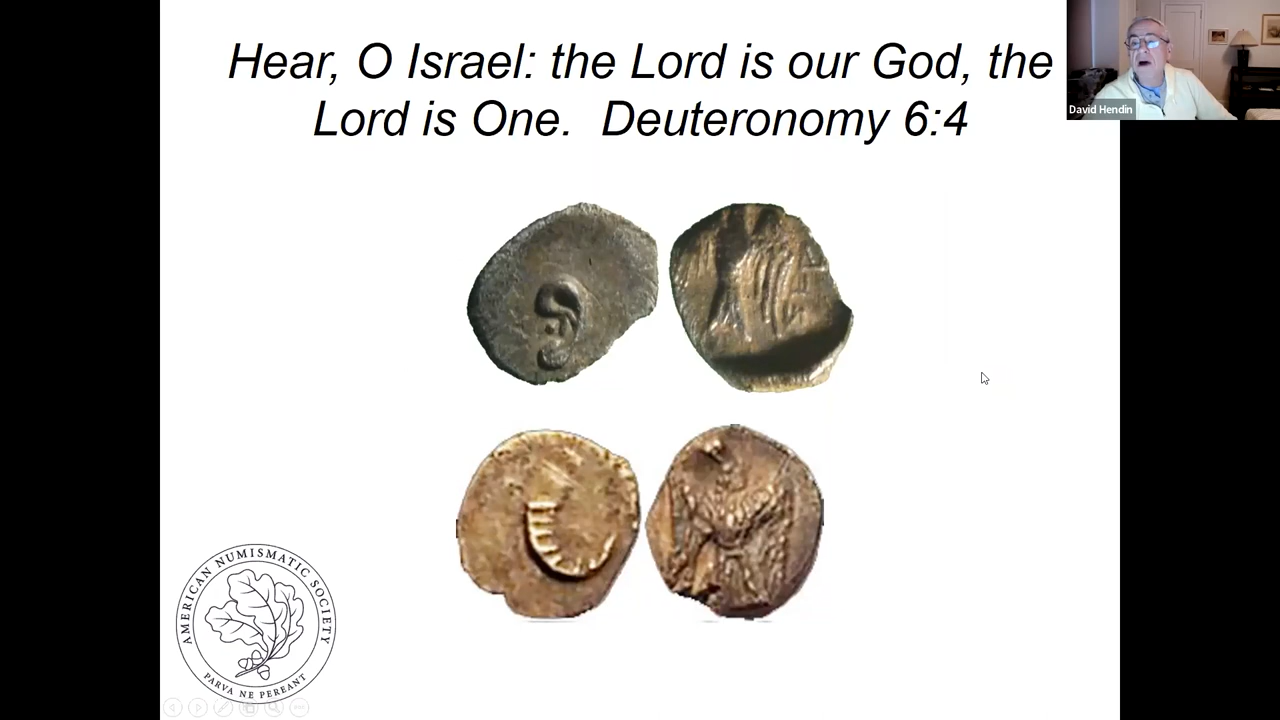 Hear, O Israel: the Lord is our God, the
Lord is One.  Deuteronomy 6:4
David Hendin
AMERICAN NUMISMATIC SOCIETY
PARVA NE PEREANT